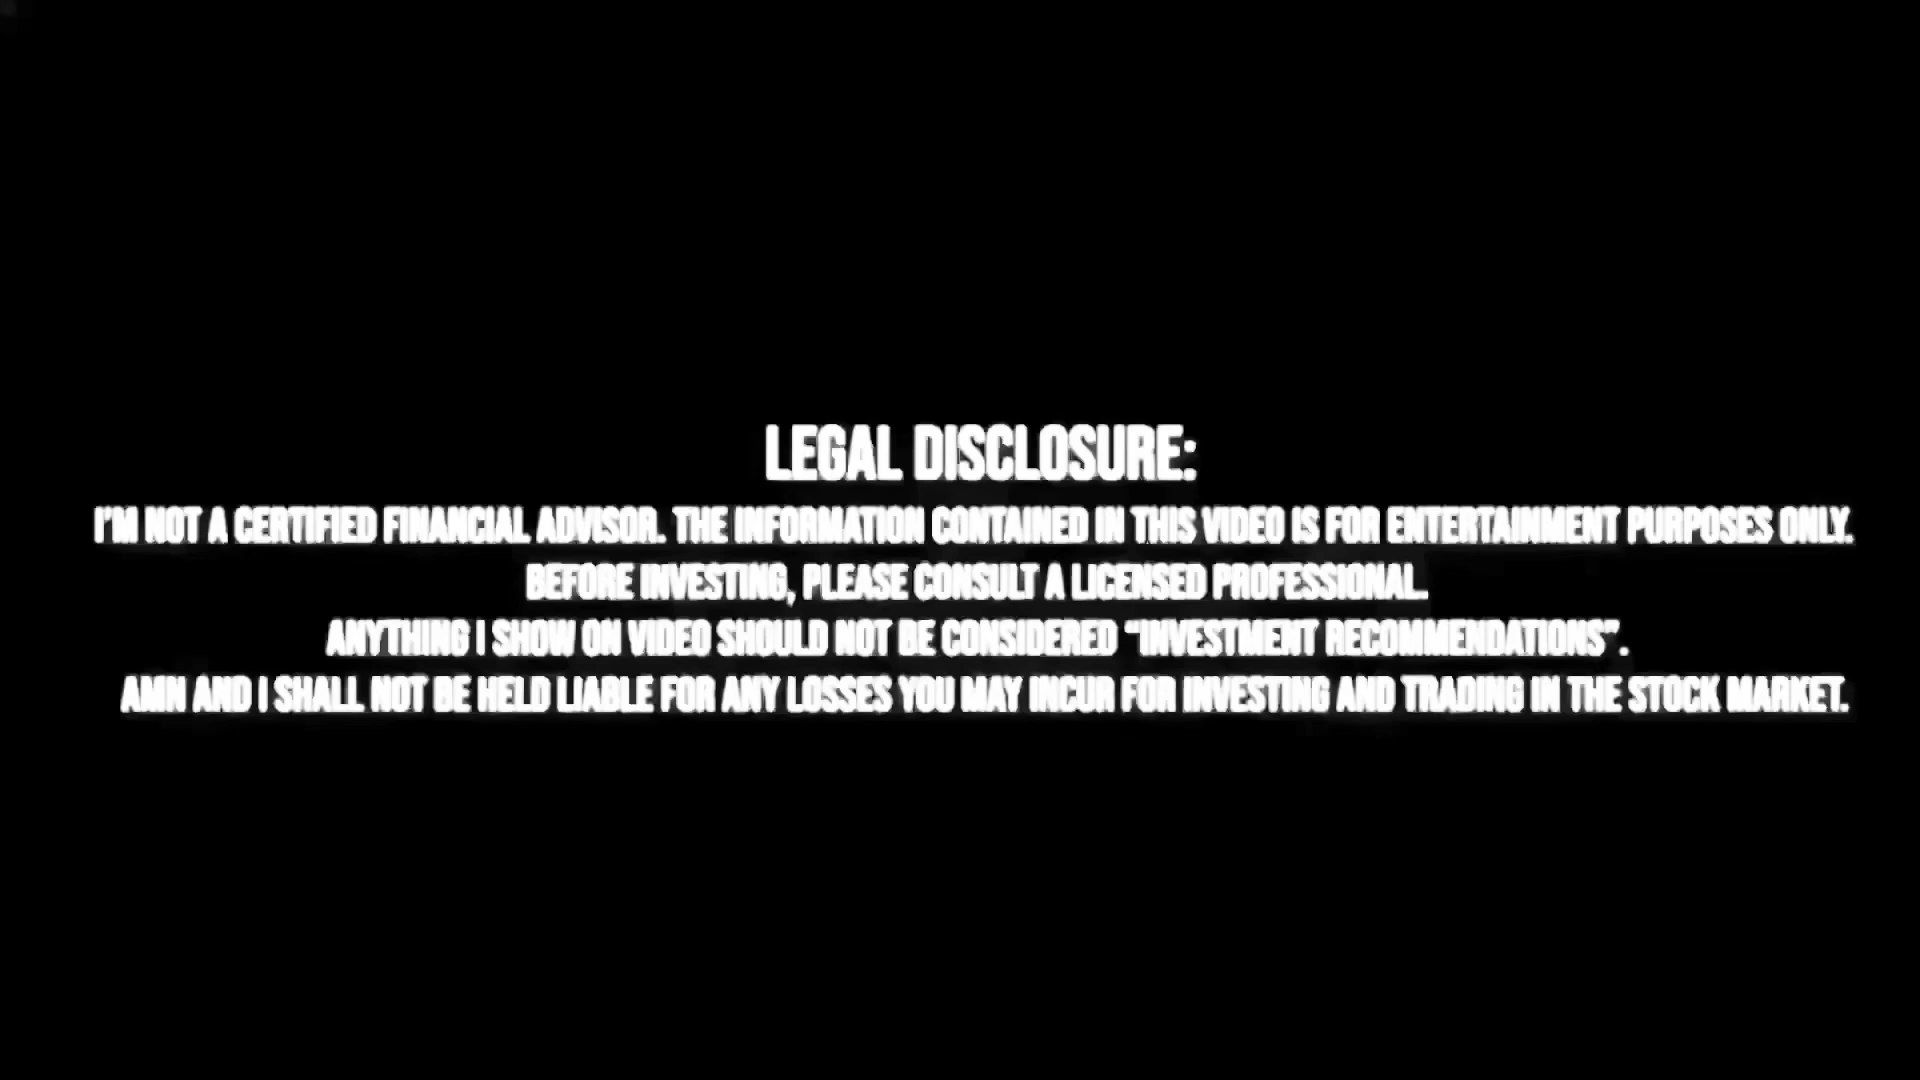 LEGAL DISCLOSURE:
I'M NOT A CERTIFIED FINANCIAL ADVISOR. THE INFORMATION CONTAINED IN THIS VIDEO IS FOR ENTERTAINMENT PURPOSES ONLY.
BEFORE INVESTING, PLEASE CONSULT A LICENSED PROFESSIONAL.
ANYTHING I SHOW ON VIDEO SHOULD NOT BE CONSIDERED "INVESTMENT RECOMMENDATIONS".
AMN AND I SHALL NOT BE HELD LIABLE FOR ANY LOSSES YOU MAY INCUR FOR INVESTING AND TRADING IN THE STOCK MARKET.